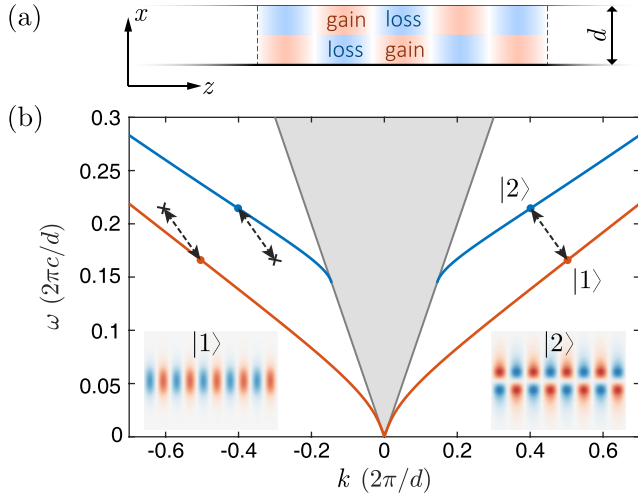 (a)
x
z
gain loss
loss gain
d
(b)
ω (2πc/d)
0.3
0.25
0.2
0.15
0.1
0.05
0
|2⟩
|1⟩
|1⟩
|2⟩
-0.6 -0.4 -0.2 0 0.2 0.4 0.6
k (2π/d)